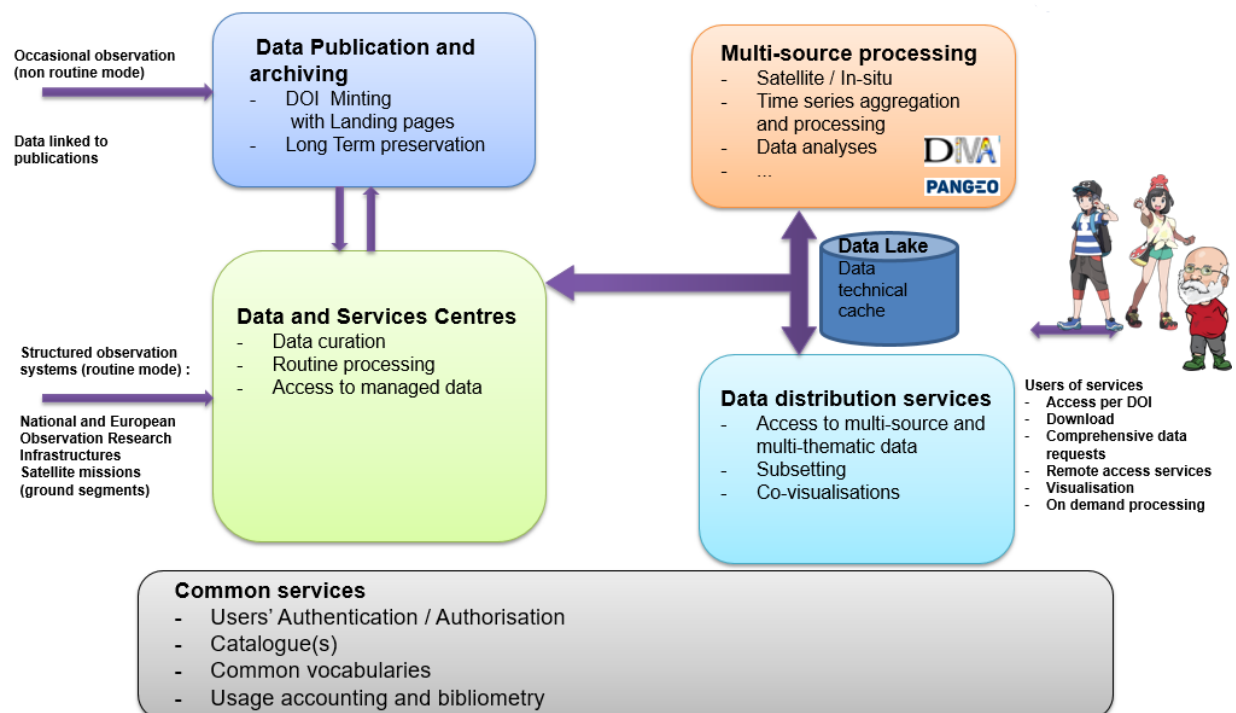 Occasional observation
(non routine mode)
Data linked to
publications
Data Publication and
archiving
- DOI Minting
with Landing pages
- Long Term preservation
Multi-source processing
- Satellite / In-situ
- Time series aggregation
and processing
- Data analyses
- ...
DIVA
PANGEO
Data Lake
Data
technical
cache
Structured observation
systems (routine mode) :
National and European
Observation Research
Infrastructures
Satellite missions
(ground segments)
Data and Services Centres
- Data curation
- Routine processing
- Access to managed data
Data distribution services
- Access to multi-source and
multi-thematic data
- Subsetting
- Co-visualisations
Users of services
- Access per DOI
- Download
- Comprehensive data
requests
- Remote access services
- Visualisation
- On demand processing
Common services
- Users' Authentication / Authorisation
- Catalogue(s)
- Common vocabularies
- Usage accounting and bibliometry